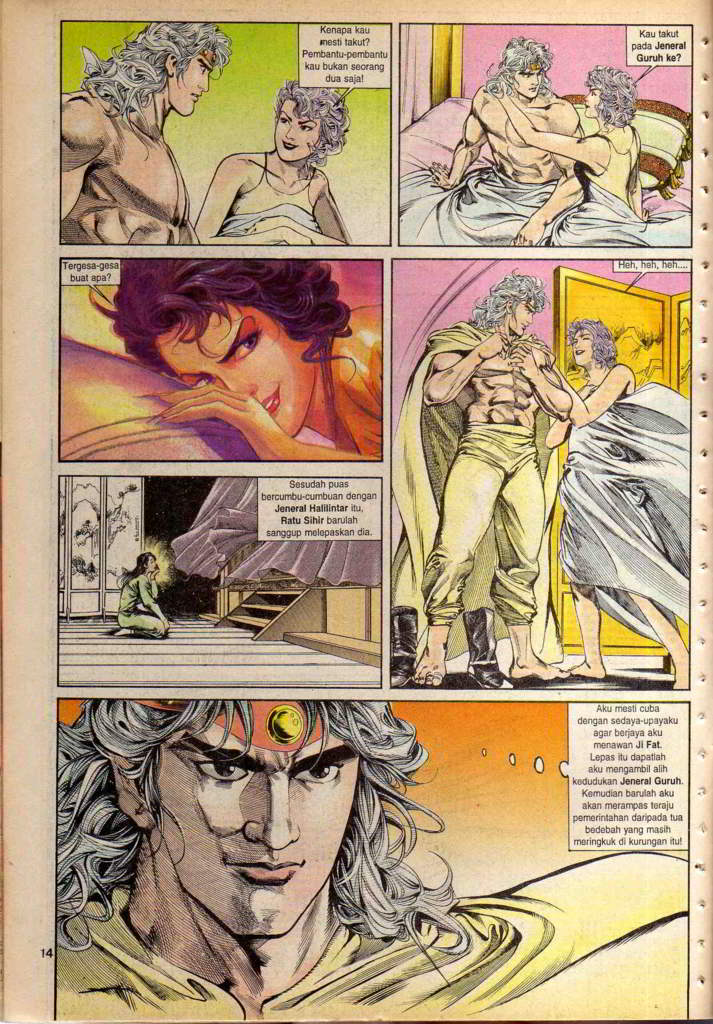 Kenapa kau
mesti takut?
Pembantu-pembantu
kau bukan seorang
dua saja!
Kau takut
pada Jeneral
Guruh ke?
Tergesa-gesa
buat apa?
Heh, heh, heh....
Sesudah puas
bercumbu-cumbuan dengan
Jeneral Halilintar itu,
Ratu Sihir barulah
sanggup melepaskan dia.
Aku mesti cuba
dengan sedaya-upayaku
agar berjaya aku
menawan Ji Fat.
Lepas itu dapatlah
aku mengambil alih
kedudukan Jeneral Guruh.
Kemudian barulah aku
akan merampas teraju
pemerintahan daripada tua
bedebah yang masih
meringkuk di kurungan itu!
14